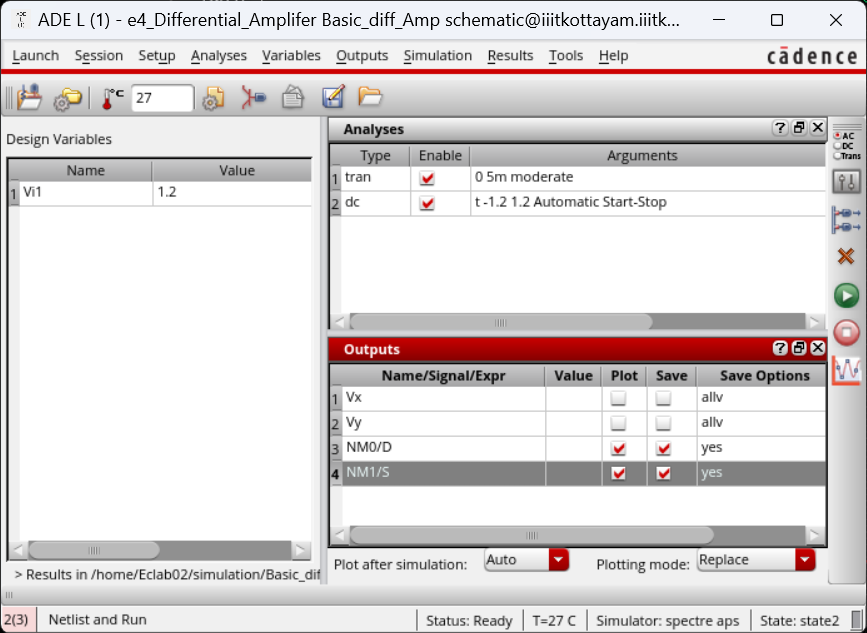 ADE L (1) - e4_Differential_Amplifer Basic_diff_Amp schematic@iiitkottayam.iiitk...
Launch Session Setup Analyses Variables Outputs Simulation Results Tools Help cādence
°C 27
Design Variables
Name Value
1 Vi1 1.2
> Results in /home/Eclab02/simulation/Basic_dif
Analyses
Type Enable Arguments
1 tran 0 5m moderate
2 dc t -1.2 1.2 Automatic Start-Stop
Outputs
Name/Signal/Expr Value Plot Save Save Options
1 Vx allv
2 Vy allv
3 NM0/D yes
4 NM1/S yes
Plot after simulation: Auto Plotting mode: Replace
AC
DC
Trans
2(3) Netlist and Run Status: Ready T=27 C Simulator: spectre aps State: state2